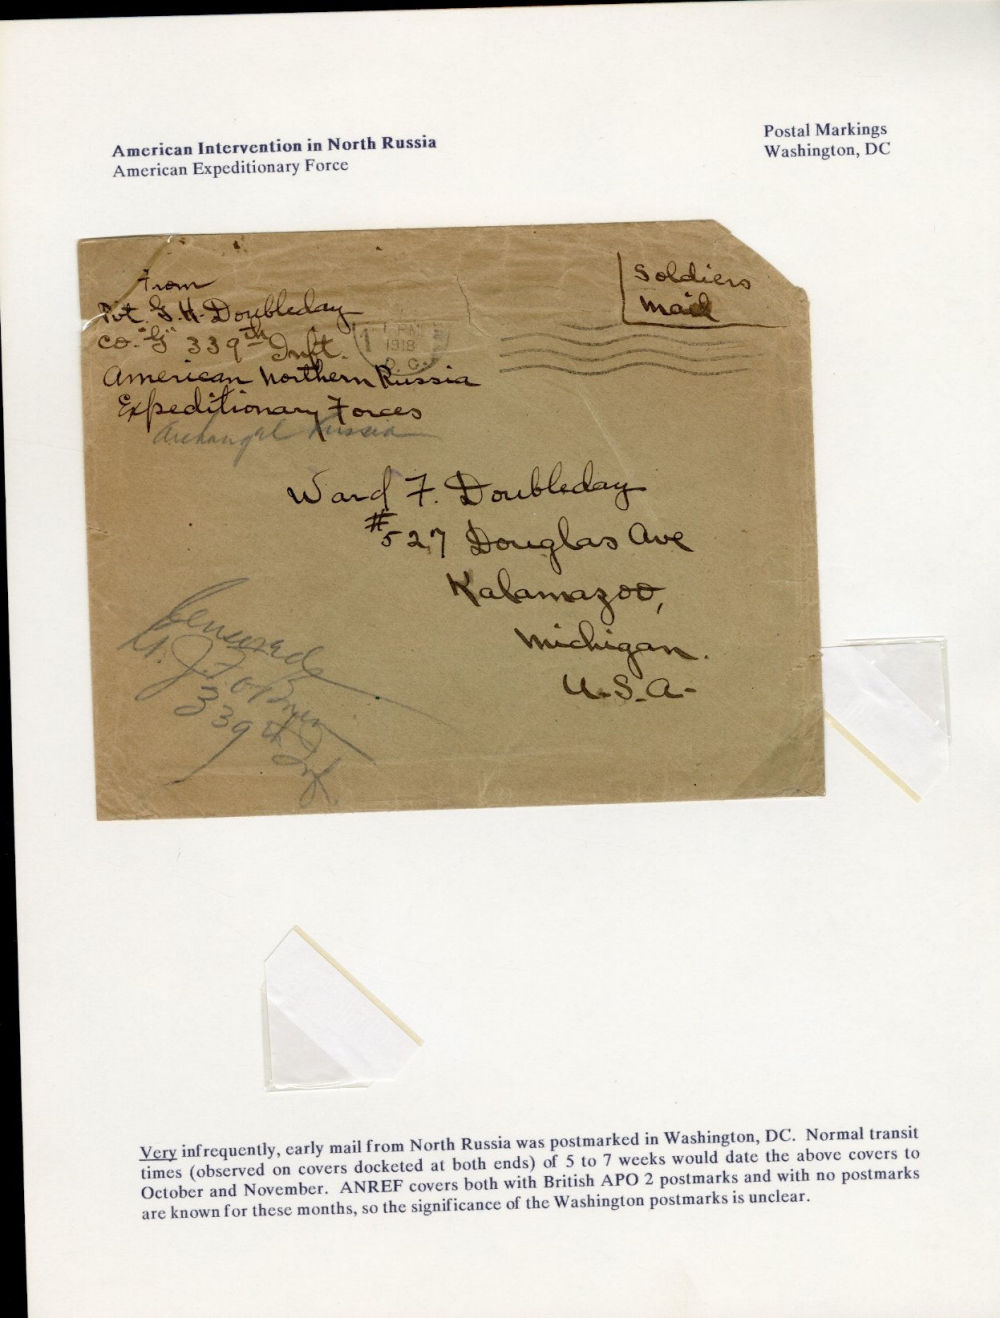 American Intervention in North Russia
American Expeditionary Force
Postal Markings
Washington, DC
From
Pvt. G. H. Doubleday
Co. "G" 339th Inft.
American Northern Russia
Expeditionary Forces
Archangel Russia
Soldiers
Mail
1 PM
1918
D. C.
Ward F. Doubleday
#527 Douglas Ave
Kalamazoo,
Michigan.
U.S.A.
Censored
339th Inf
Very infrequently, early mail from North Russia was postmarked in Washington, DC. Normal transit
times (observed on covers docketed at both ends) of 5 to 7 weeks would date the above covers to
October and November. ANREF covers both with British APO 2 postmarks and with no postmarks
are known for these months, so the significance of the Washington postmarks is unclear.